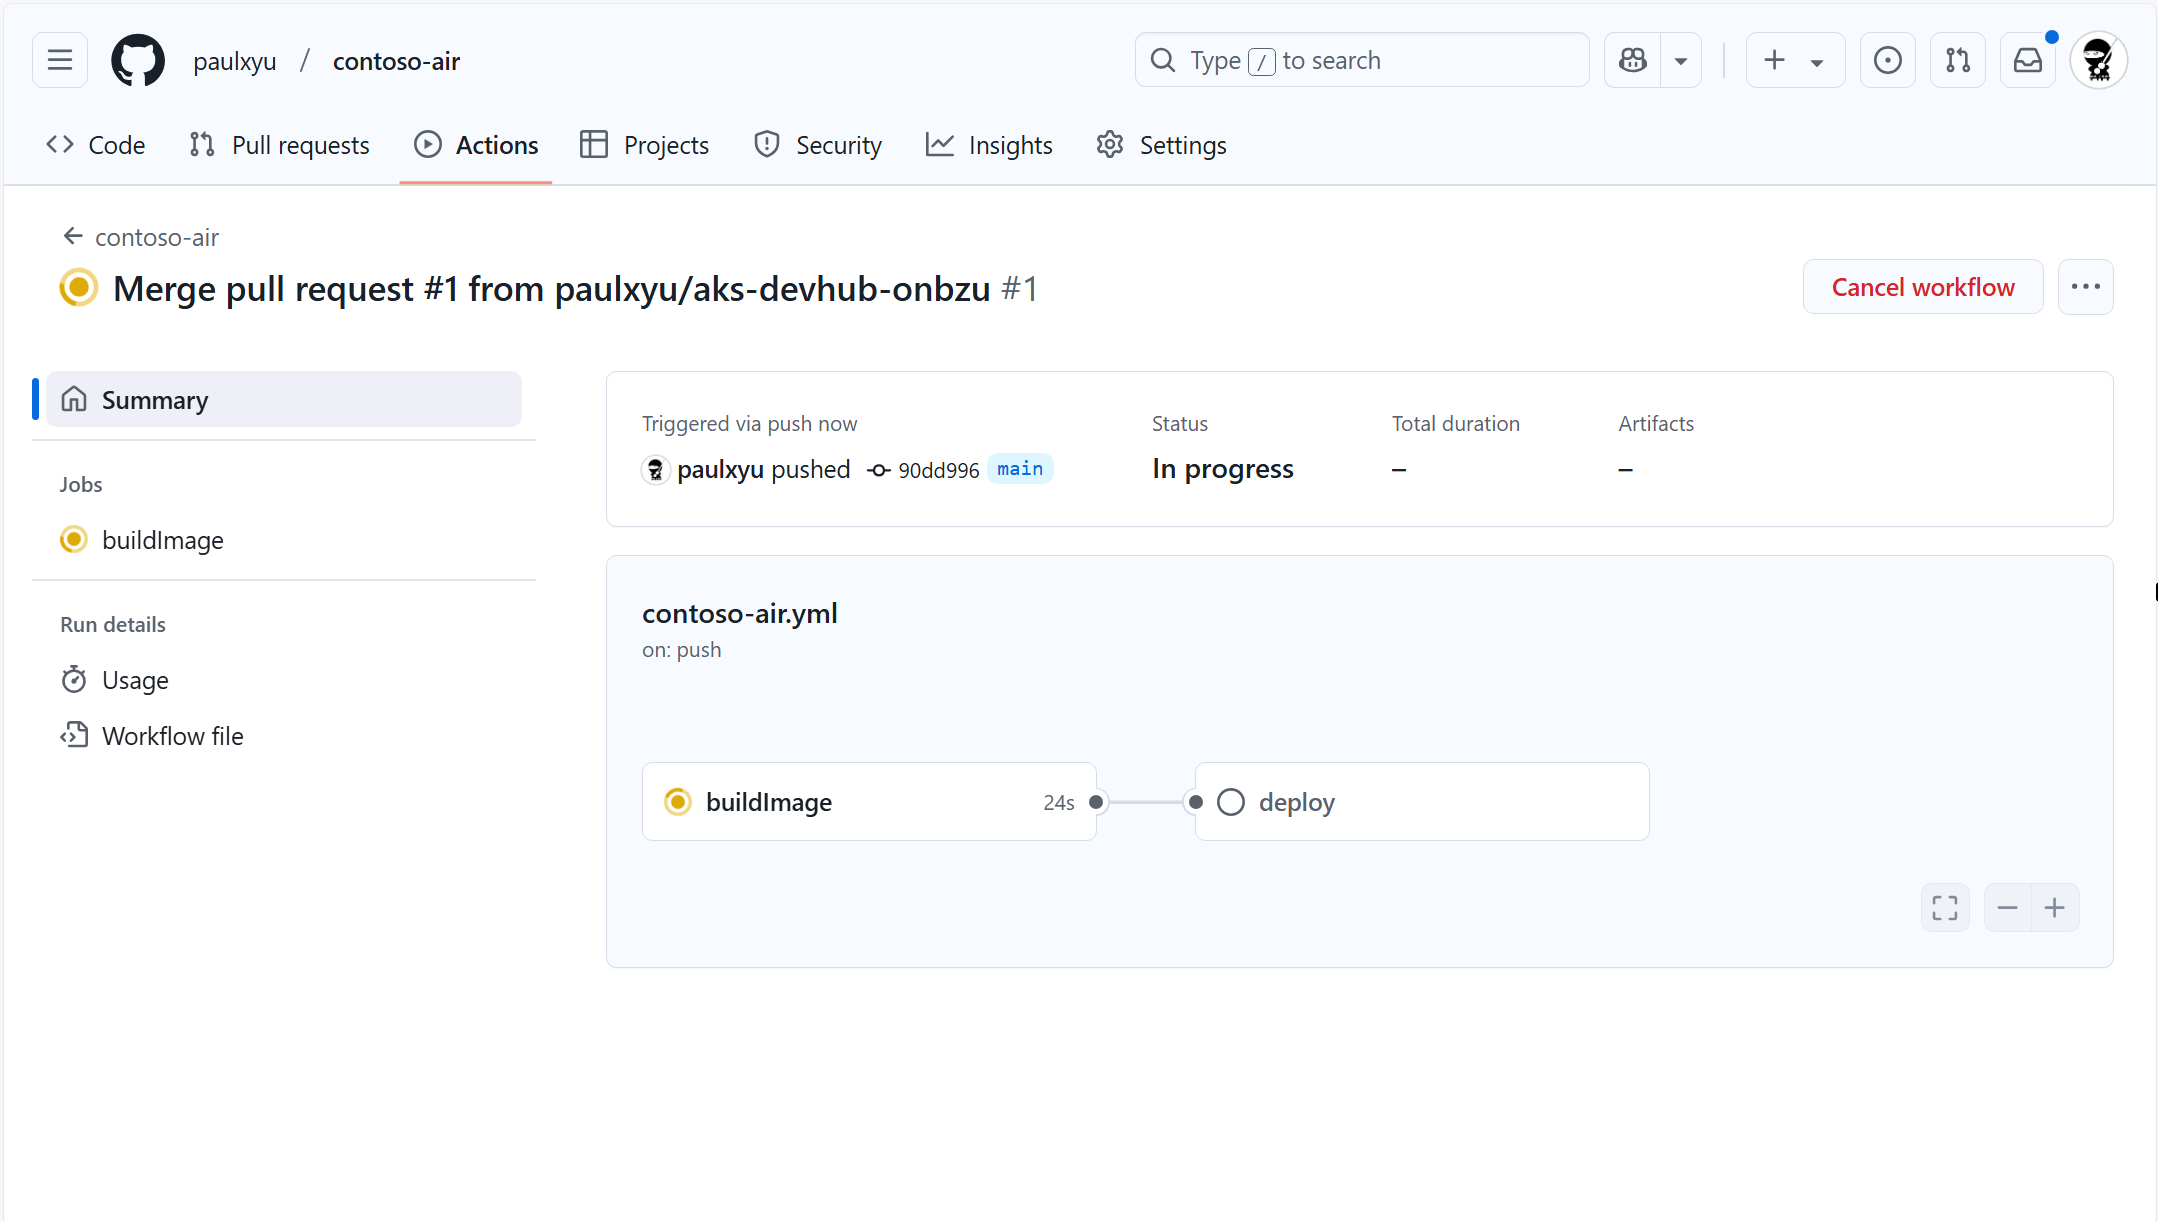 paulxyu / contoso-air
Type / to search
Code Pull requests Actions Projects Security Insights Settings
contoso-air
Merge pull request #1 from paulxyu/aks-devhub-onbzu #1
Cancel workflow
Summary
Jobs
buildImage
Run details
Usage
Workflow file
Triggered via push now
paulxyu pushed 90dd996 main
Status
In progress
Total duration
–
Artifacts
–
contoso-air.yml
on: push
buildImage 24s
deploy